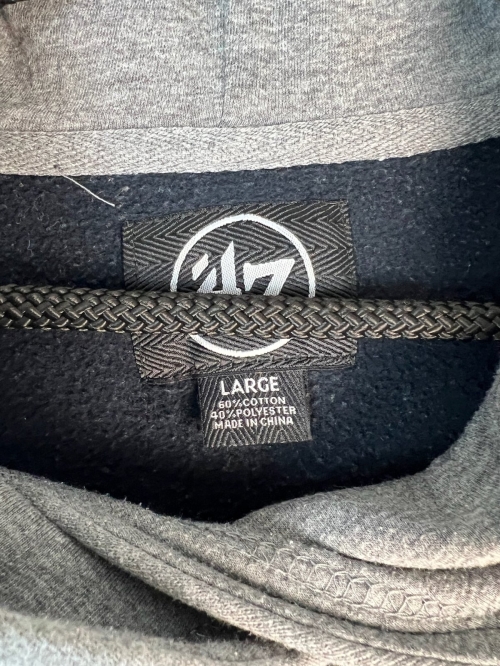 '47
LARGE
60%COTTON
40%POLYESTER
MADE IN CHINA